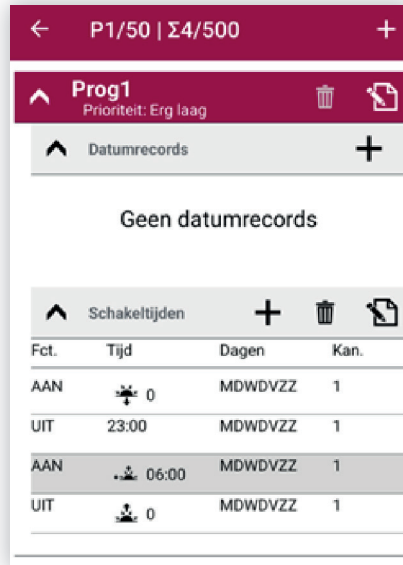 P1/50 | Σ4/500
Prog1
Prioriteit: Erg laag
Datumrecords
Geen datumrecords
Schakeltijden
Fct. Tijd Dagen Kan.
AAN 0 MDWDVZZ 1
UIT 23:00 MDWDVZZ 1
AAN 06:00 MDWDVZZ 1
UIT 0 MDWDVZZ 1